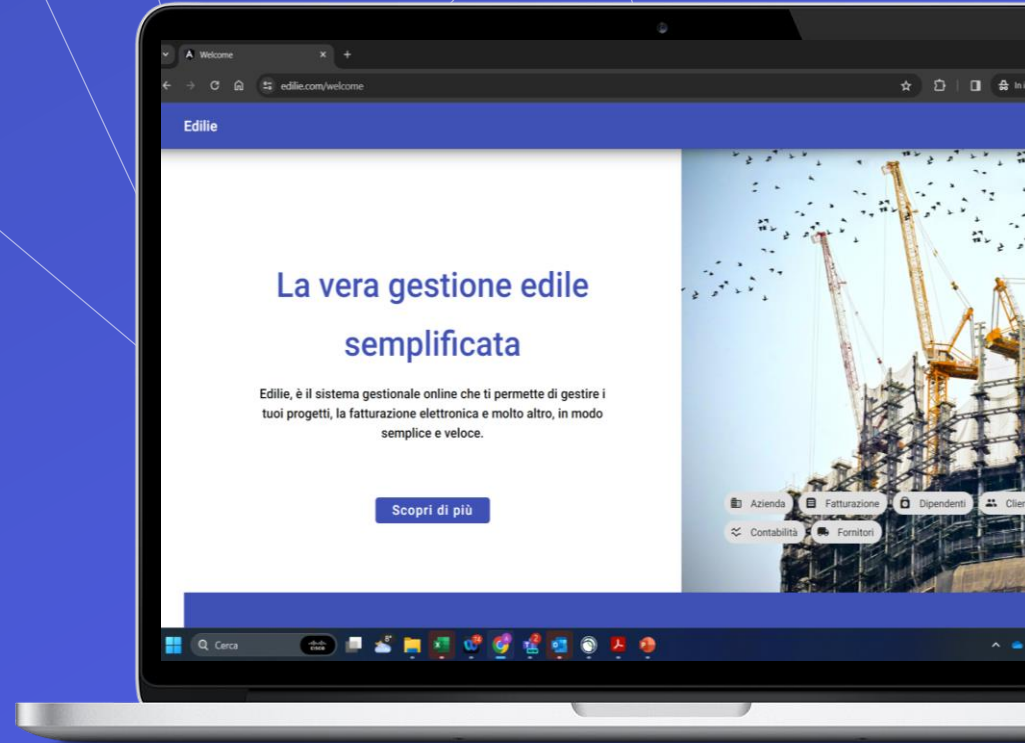 Welcome
edilie.com/welcome
Edilie
La vera gestione edile
semplificata
Edilie, è il sistema gestionale online che ti permette di gestire i
tuoi progetti, la fatturazione elettronica e molto altro, in modo
semplice e veloce.
Scopri di più
Azienda Fatturazione Dipendenti
Contabilità Fornitori
Cerca
8°